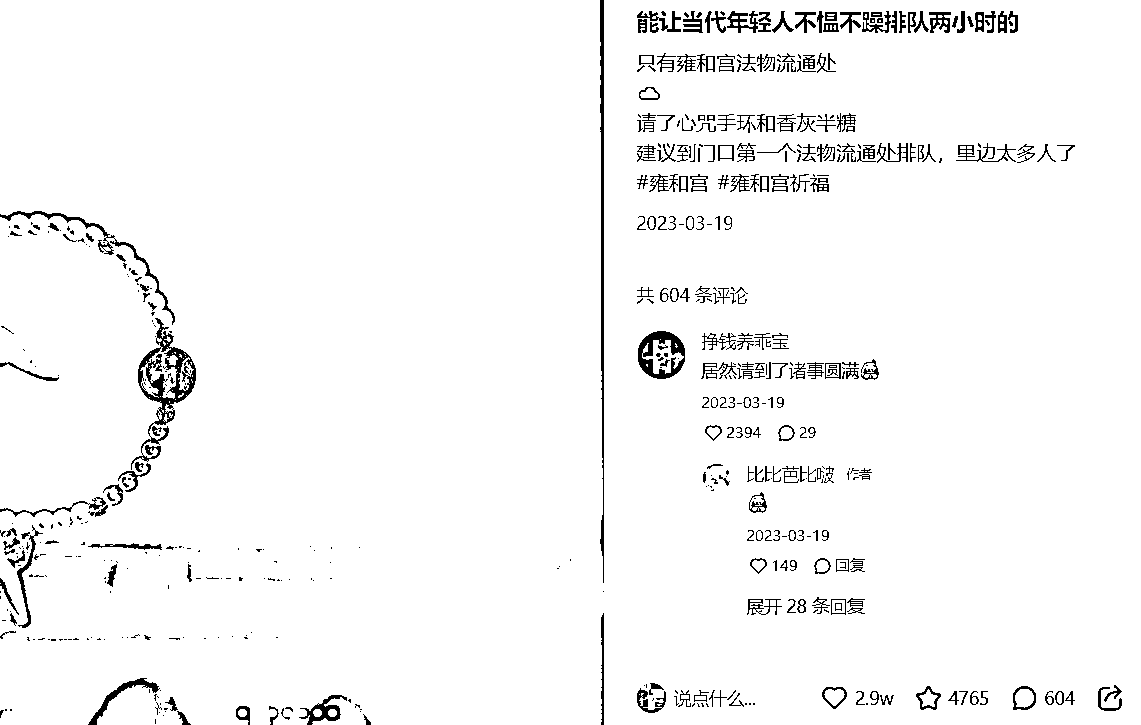 能让当代年轻人不愠不躁排队两小时的
只有雍和宫法物流通处
请了心咒手环和香灰半糖
建议到门口第一个法物流通处排队，里边太多人了
#雍和宫 #雍和宫祈福
2023-03-19
共 604 条评论
挣钱养乖宝
居然请到了诸事圆满
2023-03-19
2394 29
比比芭比啵 作者
2023-03-19
149 回复
展开 28 条回复
说点什么... 2.9w 4765 604